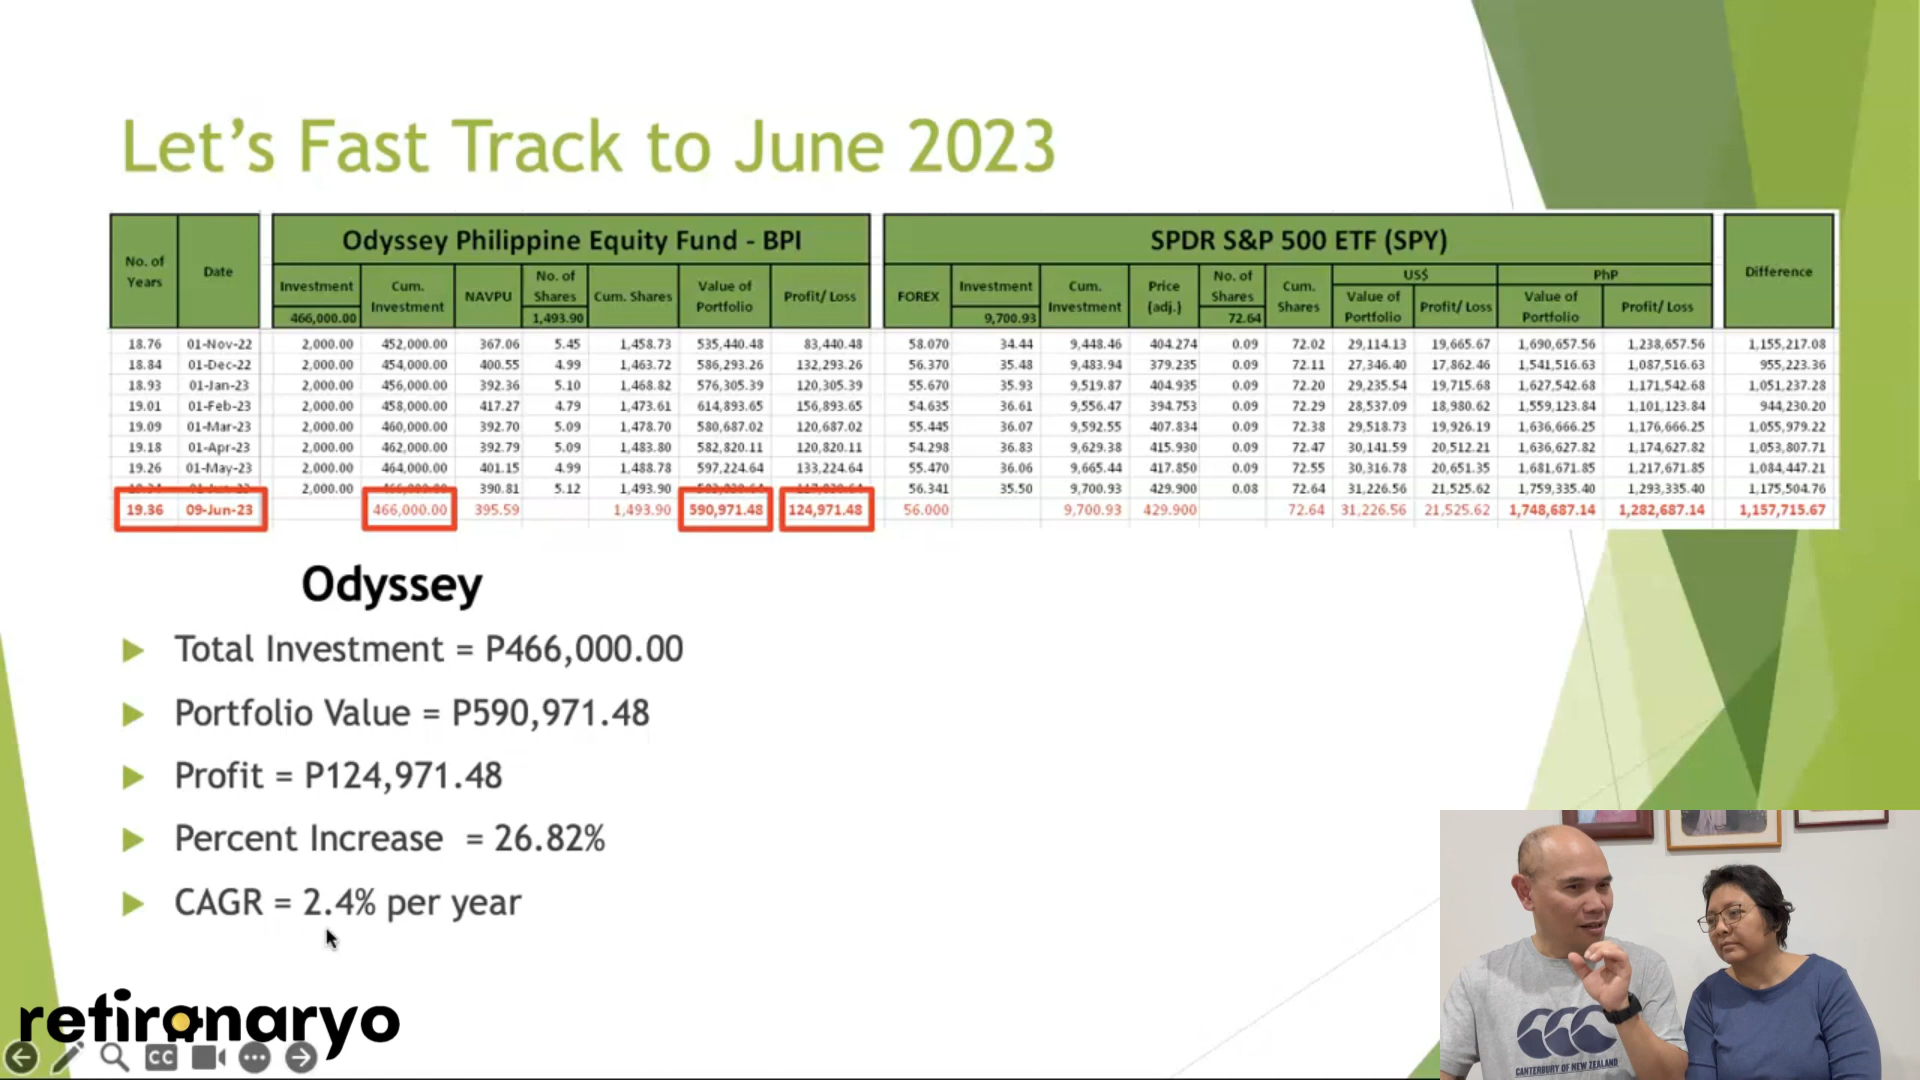 Let's Fast Track to June 2023
No. of Years Date Odyssey Philippine Equity Fund - BPI SPDR S&P 500 ETF (SPY) Difference
Investment Cum. Investment NAVPU No. of Shares Cum. Shares Value of Portfolio Profit/ Loss FOREX Investment Cum. Investment Price (adj.) No. of Shares Cum. Shares US$ Value of Portfolio Profit/ Loss PhP Value of Portfolio Profit/ Loss
466,000.00 1,493.90 9,700.93 72.64
18.76 01-Nov-22 2,000.00 452,000.00 367.06 5.45 1,458.73 535,440.48 83,440.48 58.070 34.44 9,448.46 404.274 0.09 72.02 29,114.13 19,665.67 1,690,657.56 1,238,657.56 1,155,217.08
18.84 01-Dec-22 2,000.00 454,000.00 400.55 4.99 1,463.72 586,293.26 132,293.26 56.370 35.48 9,483.94 379.235 0.09 72.11 27,346.40 17,862.46 1,541,516.63 1,087,516.63 955,223.36
18.93 01-Jan-23 2,000.00 456,000.00 392.36 5.10 1,468.82 576,305.39 120,305.39 55.670 35.93 9,519.87 404.935 0.09 72.20 29,235.54 19,715.68 1,627,542.68 1,171,542.68 1,051,237.28
19.01 01-Feb-23 2,000.00 458,000.00 417.27 4.79 1,473.61 614,893.65 156,893.65 54.635 36.61 9,556.47 394.753 0.09 72.29 28,537.09 18,980.62 1,559,123.84 1,101,123.84 944,230.20
19.09 01-Mar-23 2,000.00 460,000.00 392.70 5.09 1,478.70 580,687.02 120,687.02 55.445 36.07 9,592.55 407.834 0.09 72.38 29,518.73 19,926.19 1,636,666.25 1,176,666.25 1,055,979.22
19.18 01-Apr-23 2,000.00 462,000.00 392.79 5.09 1,483.80 582,820.11 120,820.11 54.298 36.83 9,629.38 415.930 0.09 72.47 30,141.59 20,512.21 1,636,627.82 1,174,627.82 1,053,807.71
19.26 01-May-23 2,000.00 464,000.00 401.15 4.99 1,488.78 597,224.64 133,224.64 55.470 36.06 9,665.44 417.850 0.09 72.55 30,316.78 20,651.35 1,681,671.85 1,217,671.85 1,084,447.21
2,000.00 390.81 5.12 1,493.90 56.341 35.50 9,700.93 429.900 0.08 72.64 31,226.56 21,525.62 1,759,335.40 1,293,335.40 1,175,504.76
19.36 09-Jun-23 466,000.00 395.59 1,493.90 590,971.48 124,971.48 56.000 9,700.93 429.900 72.64 31,226.56 21,525.62 1,748,687.14 1,282,687.14 1,157,715.67
Odyssey
Total Investment = P466,000.00
Portfolio Value = P590,971.48
Profit = P124,971.48
Percent Increase = 26.82%
CAGR = 2.4% per year
retironaryo
CC
CANTERBURY OF NEW ZEALAND